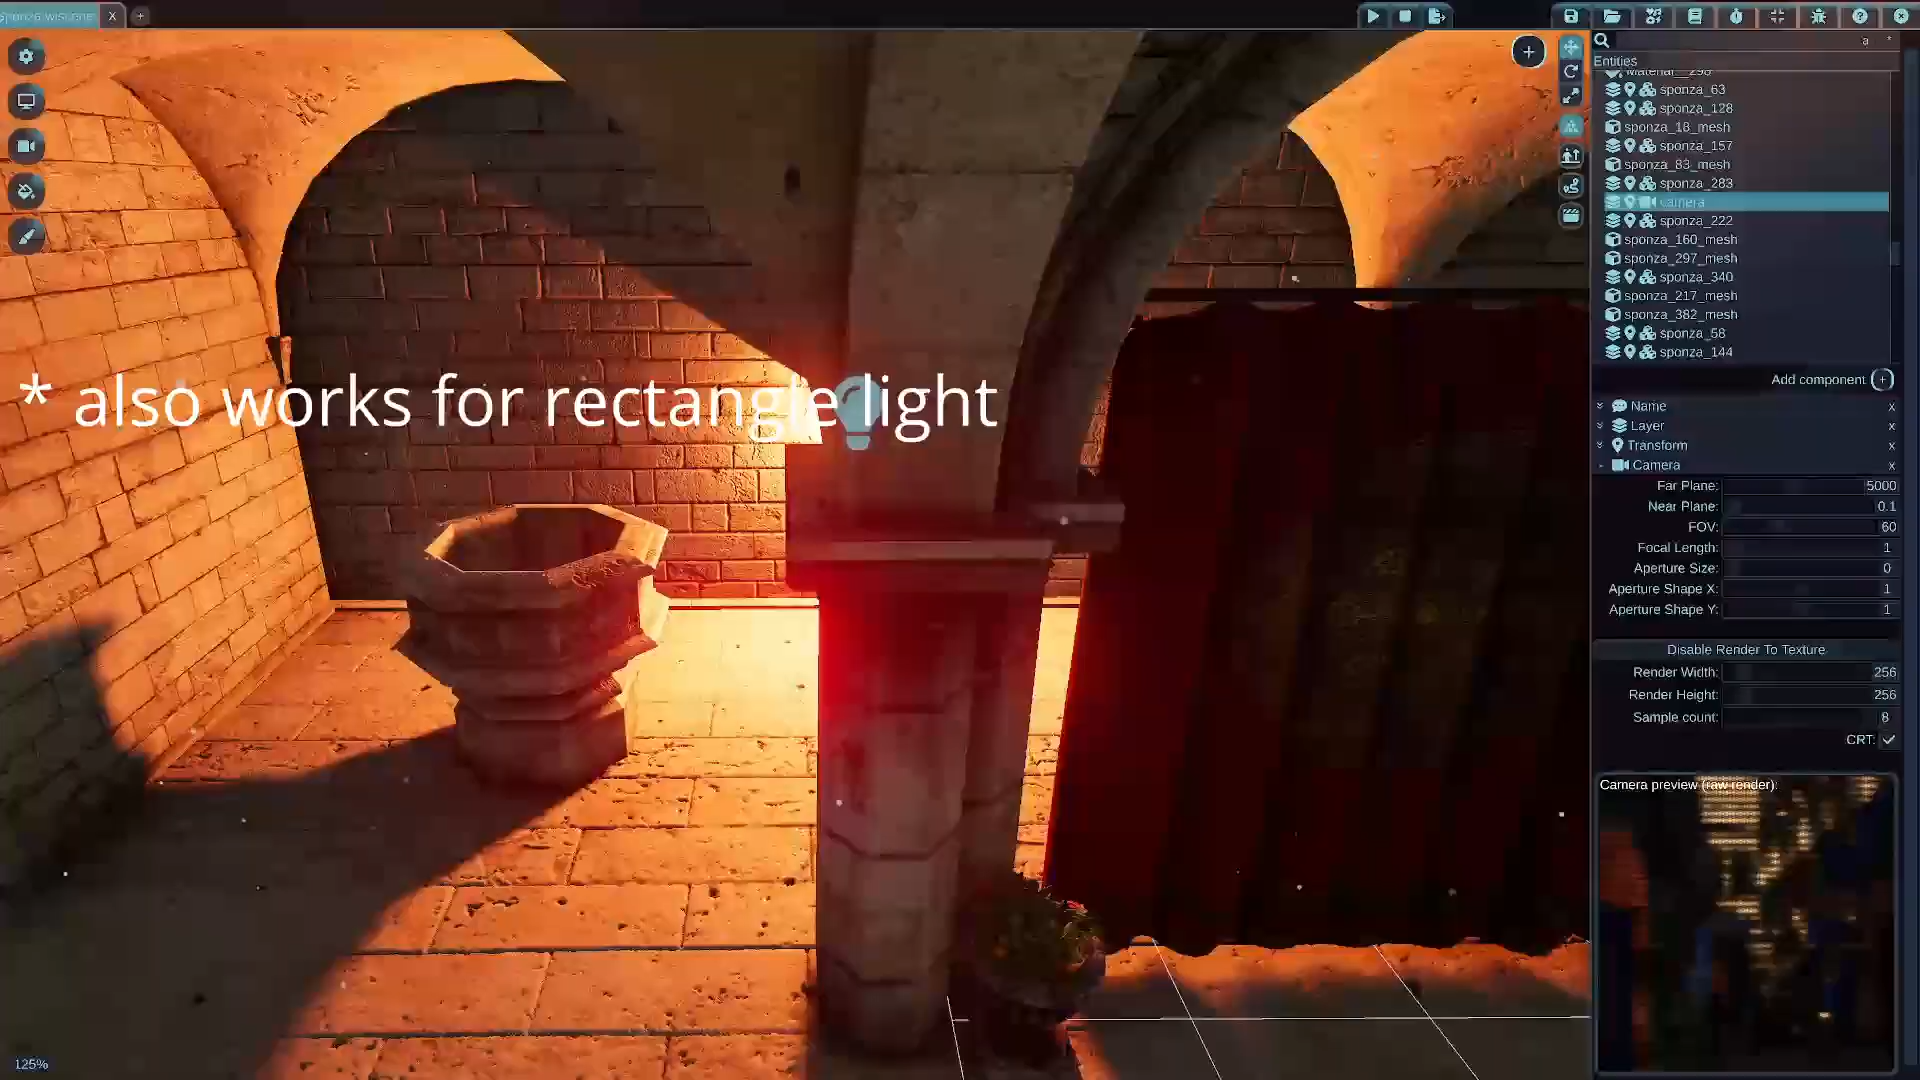 Sponza.wiscene X +
a *
Entities
Material__298
sponza_63
sponza_128
sponza_18_mesh
sponza_157
sponza_83_mesh
sponza_283
camera
sponza_222
sponza_160_mesh
sponza_297_mesh
sponza_340
sponza_217_mesh
sponza_382_mesh
sponza_58
sponza_144
* also works for rectangle light
Add component +
Name x
Layer x
Transform x
Camera x
Far Plane: 5000
Near Plane: 0.1
FOV: 60
Focal Length: 1
Aperture Size: 0
Aperture Shape X: 1
Aperture Shape Y: 1
Disable Render To Texture
Render Width: 256
Render Height: 256
Sample count: 8
CRT:
Camera preview (raw render):
125%